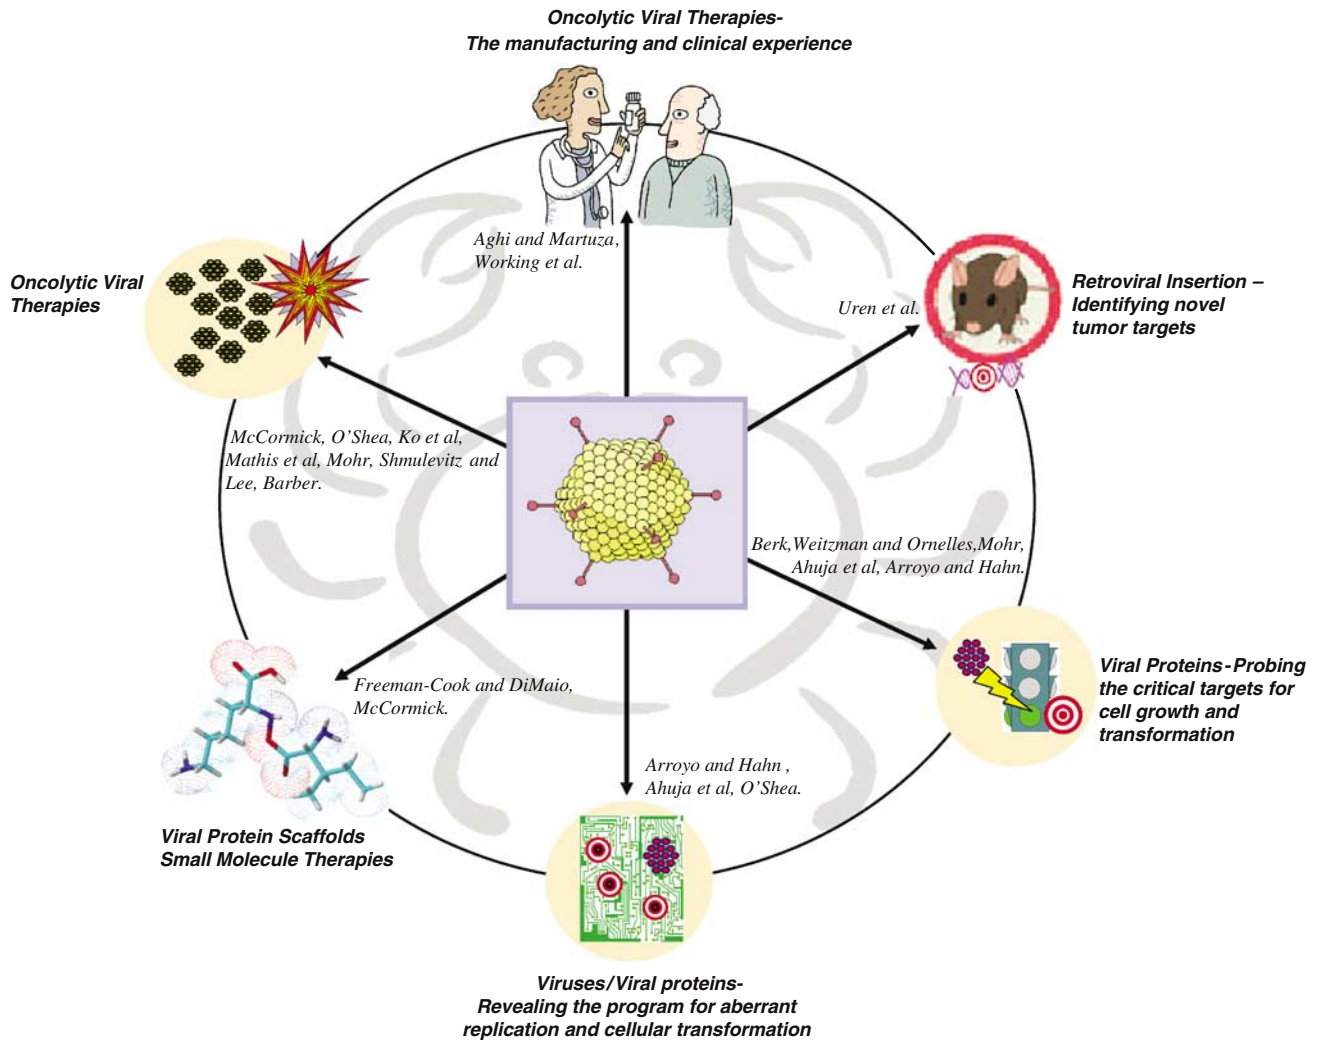 Oncolytic Viral Therapies-
The manufacturing and clinical experience
Aghi and Martuza,
Working et al.
Oncolytic Viral
Therapies
Retroviral Insertion –
Identifying novel
tumor targets
Uren et al.
McCormick, O'Shea, Ko et al,
Mathis et al, Mohr, Shmulevitz and
Lee, Barber.
Berk,Weitzman and Ornelles,Mohr,
Ahuja et al, Arroyo and Hahn.
Viral Proteins-Probing
the critical targets for
cell growth and
transformation
Freeman-Cook and DiMaio,
McCormick.
Arroyo and Hahn ,
Ahuja et al, O'Shea.
Viral Protein Scaffolds
Small Molecule Therapies
Viruses/Viral proteins-
Revealing the program for aberrant
replication and cellular transformation